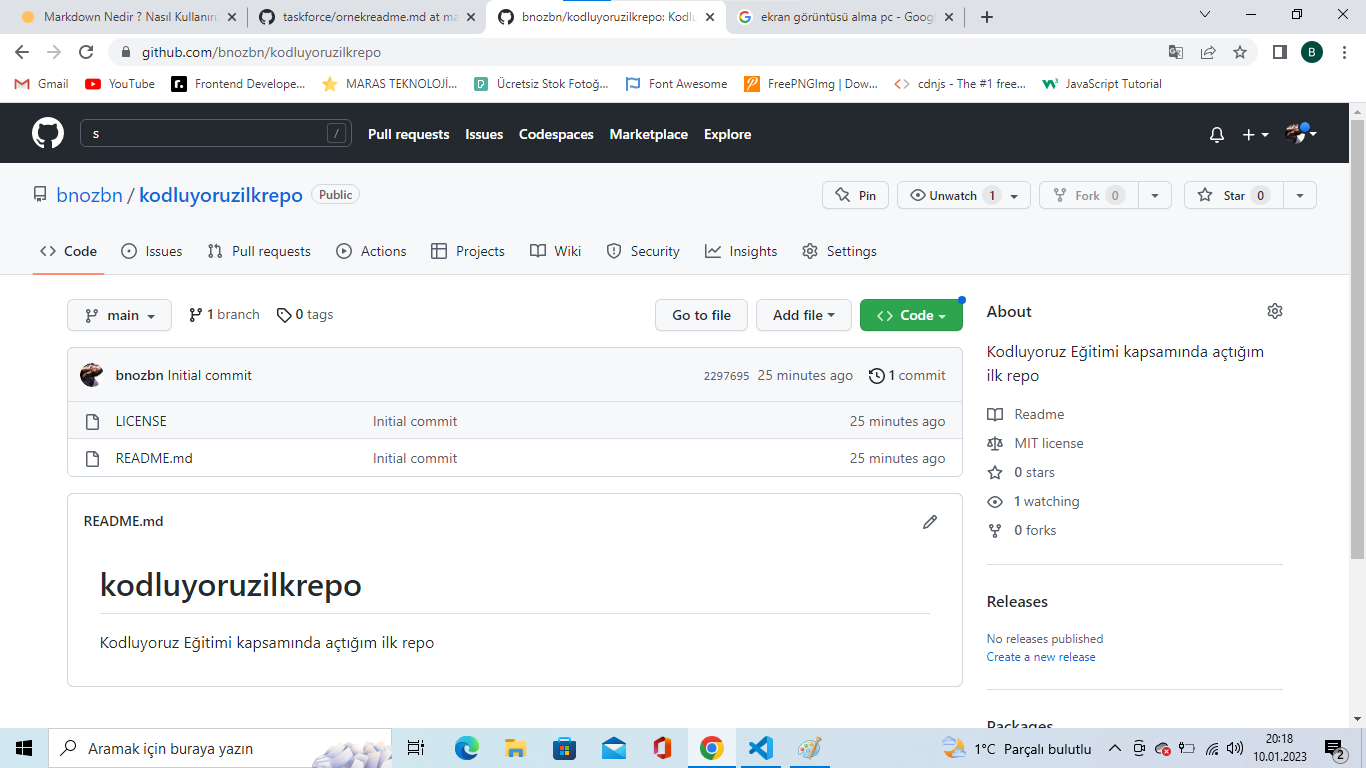 Markdown Nedir ? Nasıl Kullanırı
taskforce/ornekreadme.md at ma
bnozbn/kodluyoruzilkrepo: Kodlu
ekran görüntüsü alma pc - Googl
github.com/bnozbn/kodluyoruzilkrepo
B
Gmail
YouTube
Frontend Develope...
MARAS TEKNOLOJİ...
Ücretsiz Stok Fotoğ...
Font Awesome
FreePNGImg | Dow...
cdnjs - The #1 free...
JavaScript Tutorial
s
/
Pull requests
Issues
Codespaces
Marketplace
Explore
bnozbn / kodluyoruzilkrepo Public
Pin
Unwatch 1
Fork 0
Star 0
Code
Issues
Pull requests
Actions
Projects
Wiki
Security
Insights
Settings
main
1 branch
0 tags
Go to file
Add file
Code
bnozbn Initial commit
2297695 25 minutes ago
1 commit
LICENSE Initial commit 25 minutes ago
README.md Initial commit 25 minutes ago
README.md
kodluyoruzilkrepo
Kodluyoruz Eğitimi kapsamında açtığım ilk repo
About
Kodluyoruz Eğitimi kapsamında açtığım
ilk repo
Readme
MIT license
0 stars
1 watching
0 forks
Releases
No releases published
Create a new release
Packages
Aramak için buraya yazın
1°C Parçalı bulutlu
20:18
10.01.2023
2